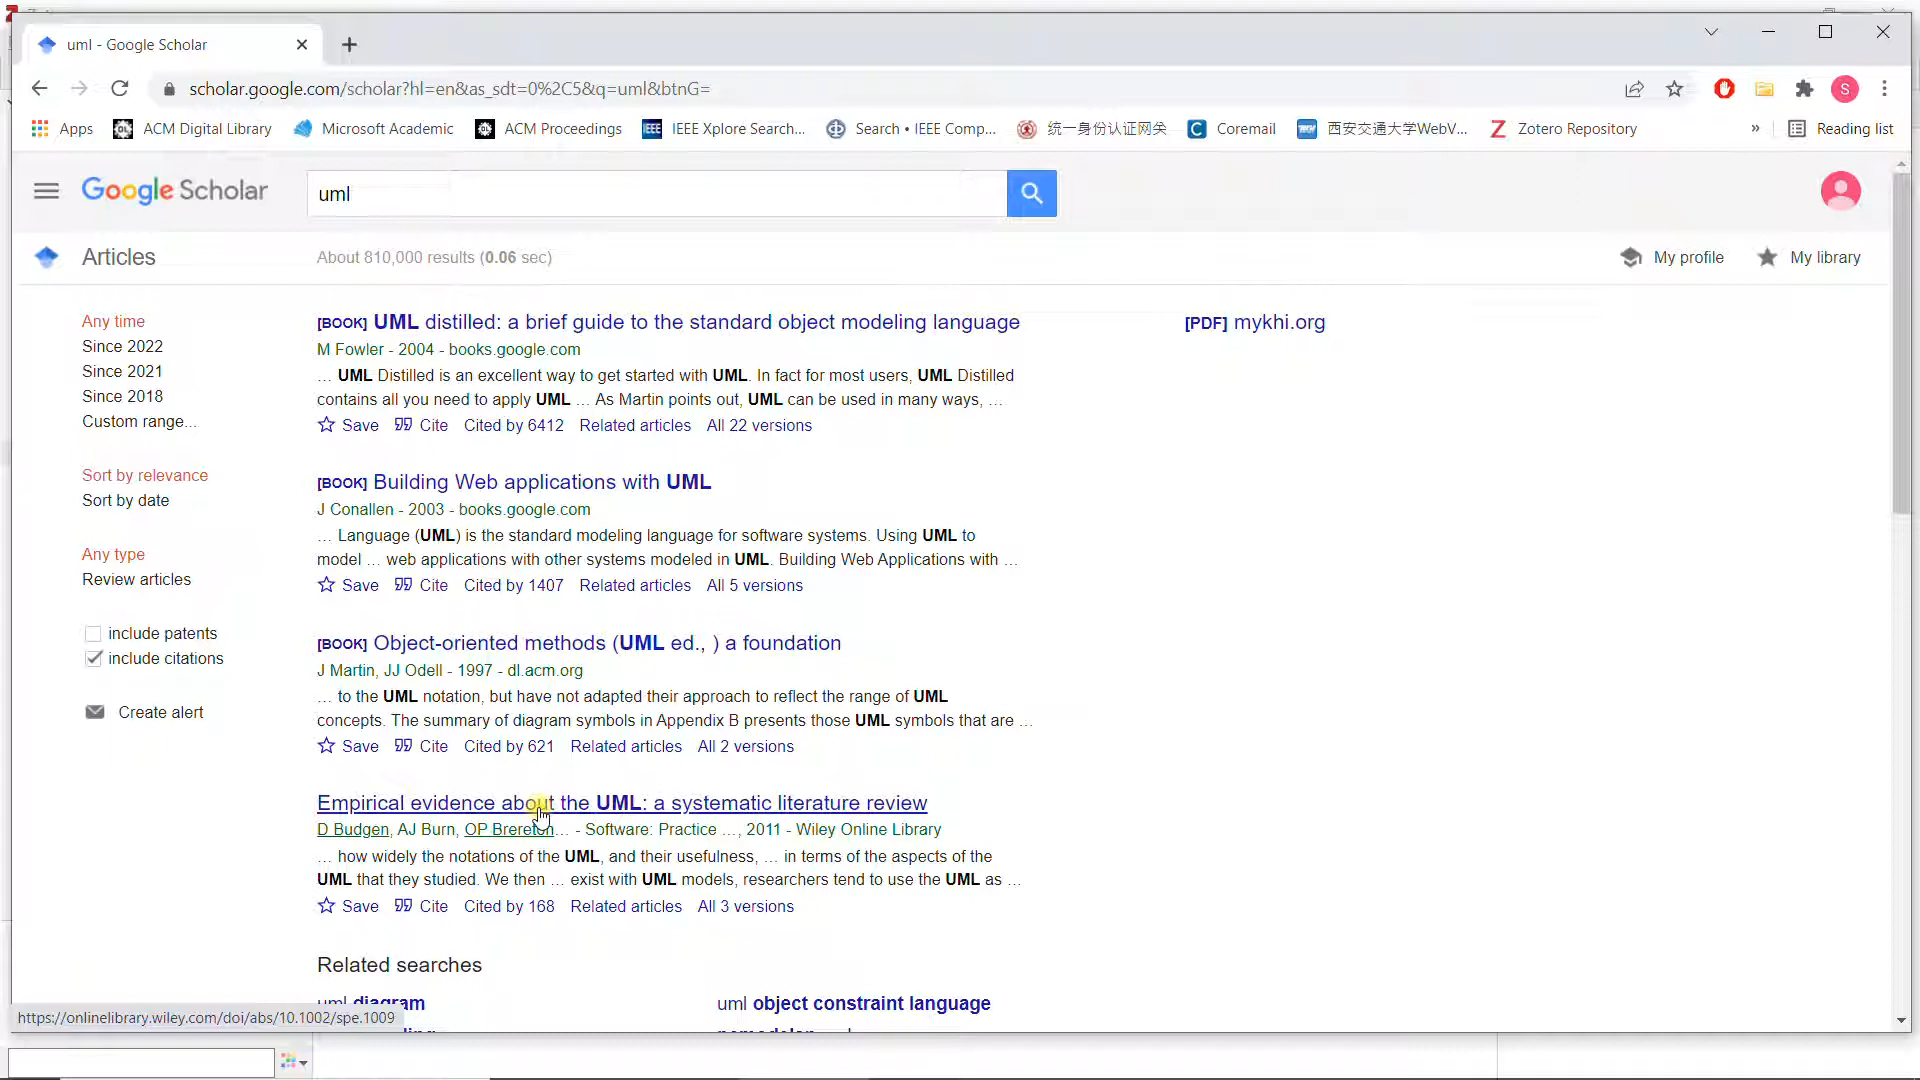 uml - Google Scholar
scholar.google.com/scholar?hl=en&as_sdt=0%2C5&q=uml&btnG=
S
Apps
ACM Digital Library
Microsoft Academic
ACM Proceedings
IEEE Xplore Search...
Search • IEEE Comp...
统一身份认证网关
Coremail
西安交通大学WebV...
Zotero Repository
»
Reading list
Google Scholar
uml
Articles
About 810,000 results (0.06 sec)
My profile
My library
Any time
Since 2022
Since 2021
Since 2018
Custom range...
Sort by relevance
Sort by date
Any type
Review articles
include patents
include citations
Create alert
[BOOK] UML distilled: a brief guide to the standard object modeling language
[PDF] mykhi.org
M Fowler - 2004 - books.google.com
… UML Distilled is an excellent way to get started with UML. In fact for most users, UML Distilled
contains all you need to apply UML … As Martin points out, UML can be used in many ways, …
Save Cite Cited by 6412 Related articles All 22 versions
[BOOK] Building Web applications with UML
J Conallen - 2003 - books.google.com
… Language (UML) is the standard modeling language for software systems. Using UML to
model … web applications with other systems modeled in UML. Building Web Applications with …
Save Cite Cited by 1407 Related articles All 5 versions
[BOOK] Object-oriented methods (UML ed., ) a foundation
J Martin, JJ Odell - 1997 - dl.acm.org
… to the UML notation, but have not adapted their approach to reflect the range of UML
concepts. The summary of diagram symbols in Appendix B presents those UML symbols that are …
Save Cite Cited by 621 Related articles All 2 versions
Empirical evidence about the UML: a systematic literature review
D Budgen, AJ Burn, OP Brereton… - Software: Practice …, 2011 - Wiley Online Library
… how widely the notations of the UML, and their usefulness, … in terms of the aspects of the
UML that they studied. We then … exist with UML models, researchers tend to use the UML as …
Save Cite Cited by 168 Related articles All 3 versions
Related searches
uml diagram
uml object constraint language
https://onlinelibrary.wiley.com/doi/abs/10.1002/spe.1009